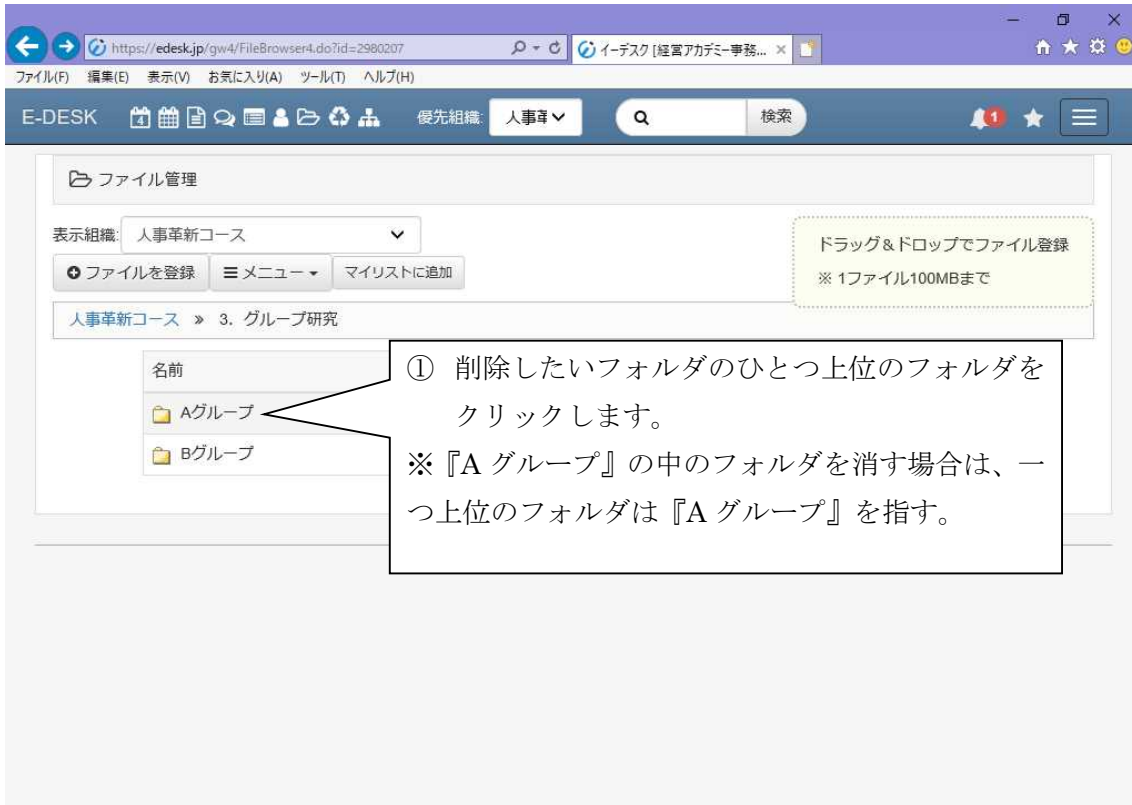 https://edesk.jp/gw4/FileBrowser4.do?id=2980207
イーデスク [経営アカデミー事務...
ファイル(F) 編集(E) 表示(V) お気に入り(A) ツール(T) ヘルプ(H)
E-DESK 4 優先組織: 人事革 検索 1
ファイル管理
表示組織: 人事革新コース
ファイルを登録 メニュー マイリストに追加
ドラッグ＆ドロップでファイル登録
※ 1ファイル100MBまで
人事革新コース » 3．グループ研究
名前
Aグループ
Bグループ
① 削除したいフォルダのひとつ上位のフォルダを
クリックします。
※『A グループ』の中のフォルダを消す場合は、一
つ上位のフォルダは『A グループ』を指す。